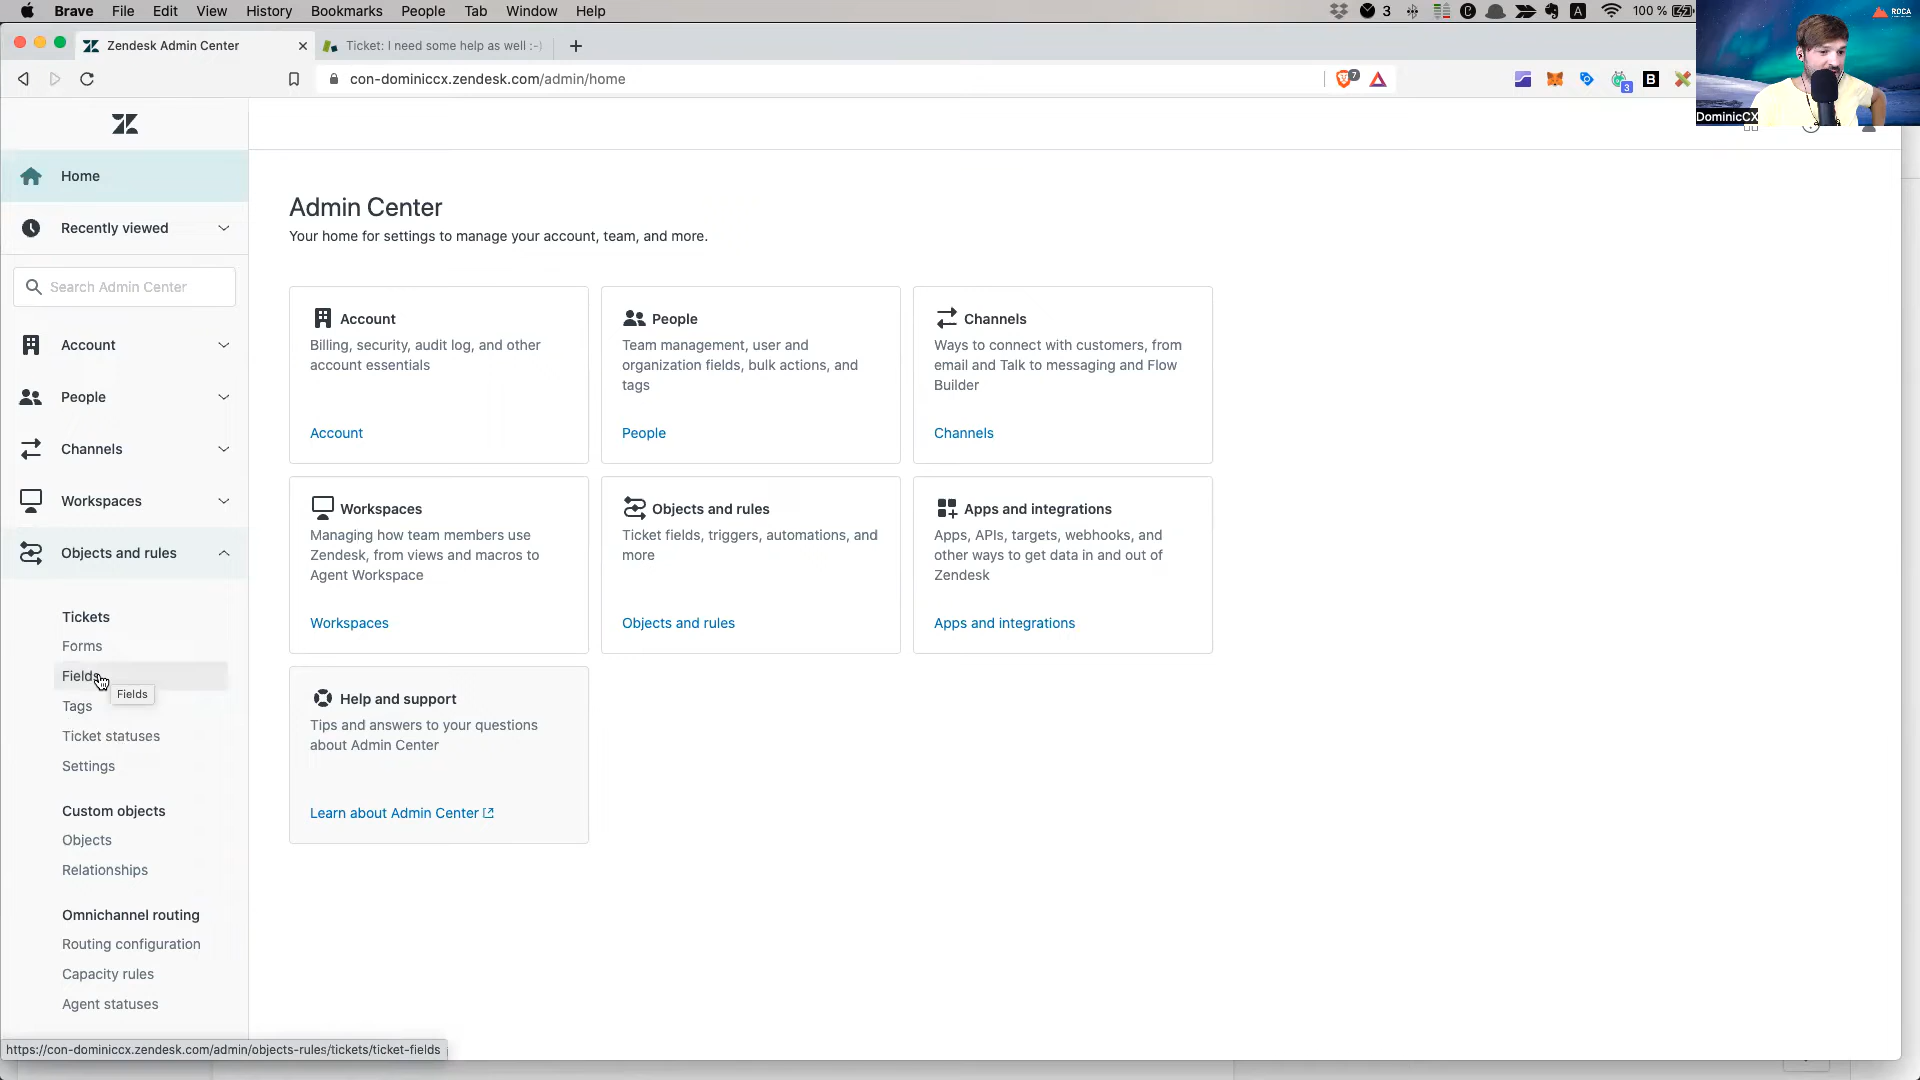 Brave File Edit View History Bookmarks People Tab Window Help 3 A 100 %
ROCA
Zendesk Admin Center
Ticket: I need some help as well :-)
con-dominiccx.zendesk.com/admin/home
7
3
B
DominicCX
Home
Recently viewed
Search Admin Center
Account
People
Channels
Workspaces
Objects and rules
Tickets
Forms
Fields
Fields
Tags
Ticket statuses
Settings
Custom objects
Objects
Relationships
Omnichannel routing
Routing configuration
Capacity rules
Agent statuses
Admin Center
Your home for settings to manage your account, team, and more.
Account
Billing, security, audit log, and other
account essentials
Account
People
Team management, user and
organization fields, bulk actions, and
tags
People
Channels
Ways to connect with customers, from
email and Talk to messaging and Flow
Builder
Channels
Workspaces
Managing how team members use
Zendesk, from views and macros to
Agent Workspace
Workspaces
Objects and rules
Ticket fields, triggers, automations, and
more
Objects and rules
Apps and integrations
Apps, APIs, targets, webhooks, and
other ways to get data in and out of
Zendesk
Apps and integrations
Help and support
Tips and answers to your questions
about Admin Center
Learn about Admin Center
https://con-dominiccx.zendesk.com/admin/objects-rules/tickets/ticket-fields